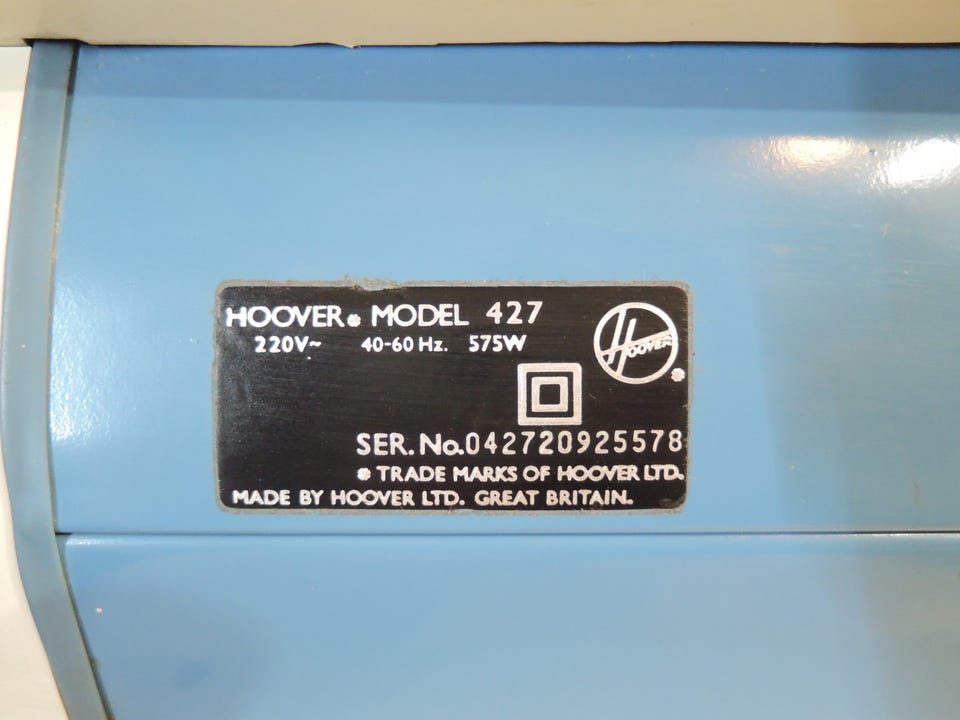 HOOVER® MODEL 427
220V~ 40-60 Hz. 575W
HOOVER
SER. No. 042720925578
® TRADE MARKS OF HOOVER LTD.
MADE BY HOOVER LTD. GREAT BRITAIN.